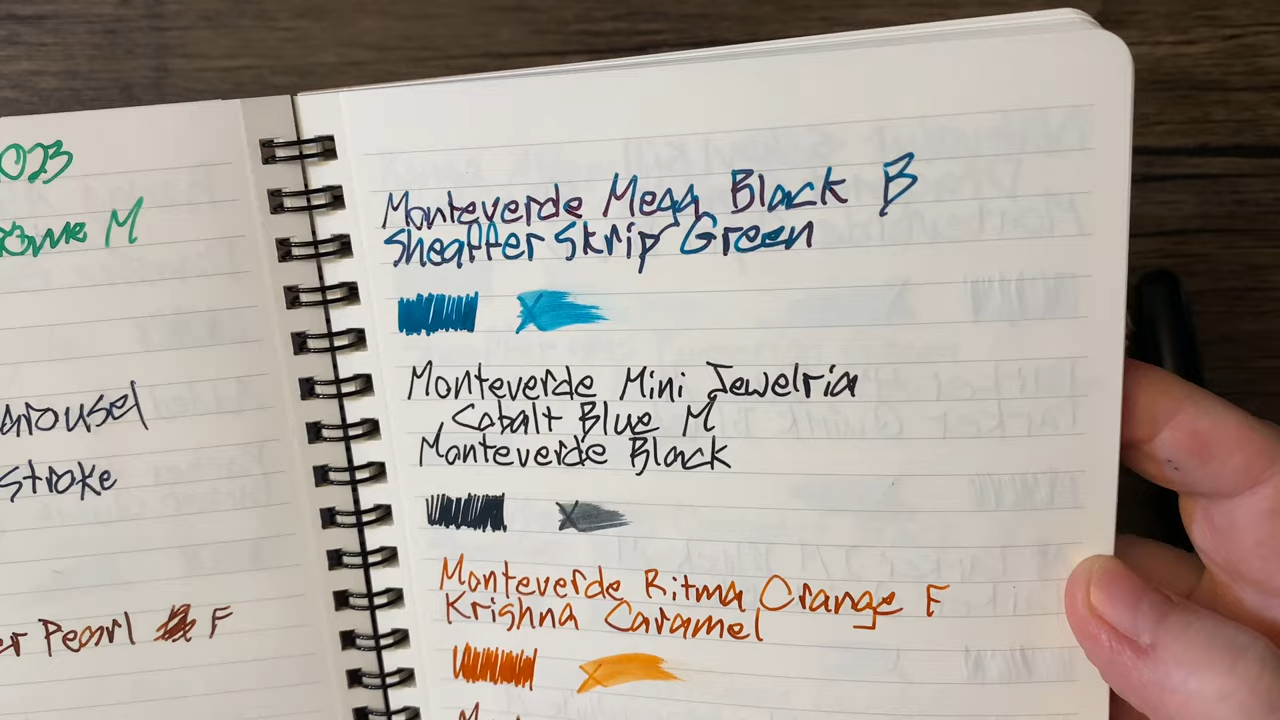 023
M
arousel
Stroke
er Pearl F
Monteverde Mega Black B
Sheaffer Skrip Green
Monteverde Mini Jewelria
Cobalt Blue M
Monteverde Black
Monteverde Ritma Orange F
Krishna Caramel